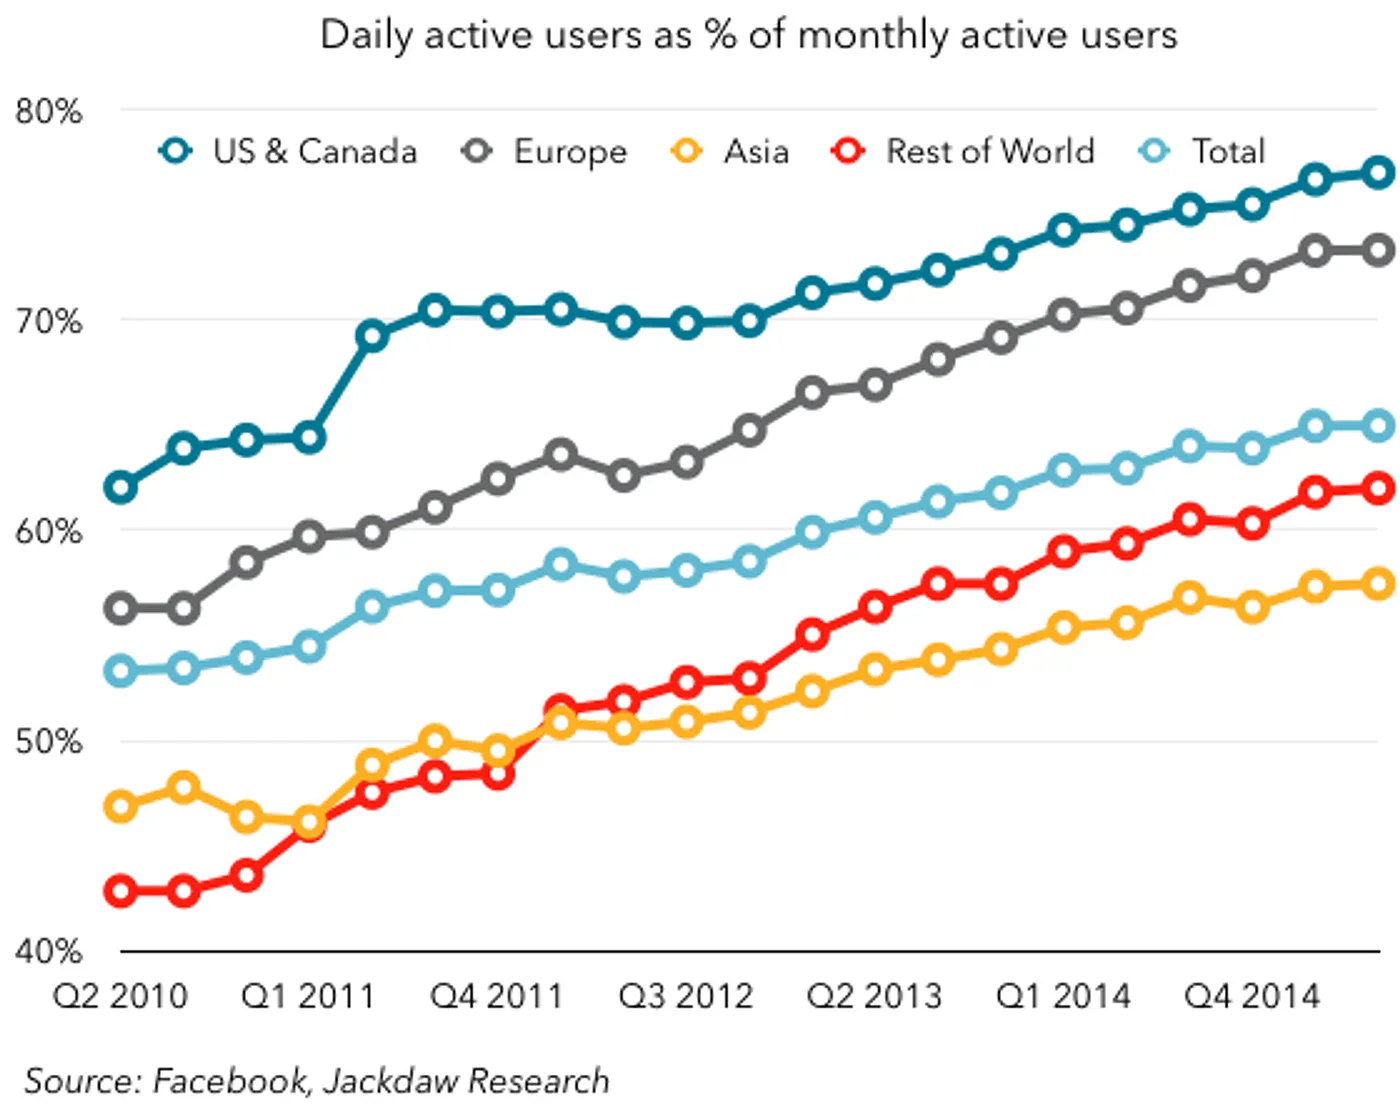 Daily active users as % of monthly active users
80%
US & Canada Europe Asia Rest of World Total
70%
60%
50%
40%
Q2 2010 Q1 2011 Q4 2011 Q3 2012 Q2 2013 Q1 2014 Q4 2014
Source: Facebook, Jackdaw Research